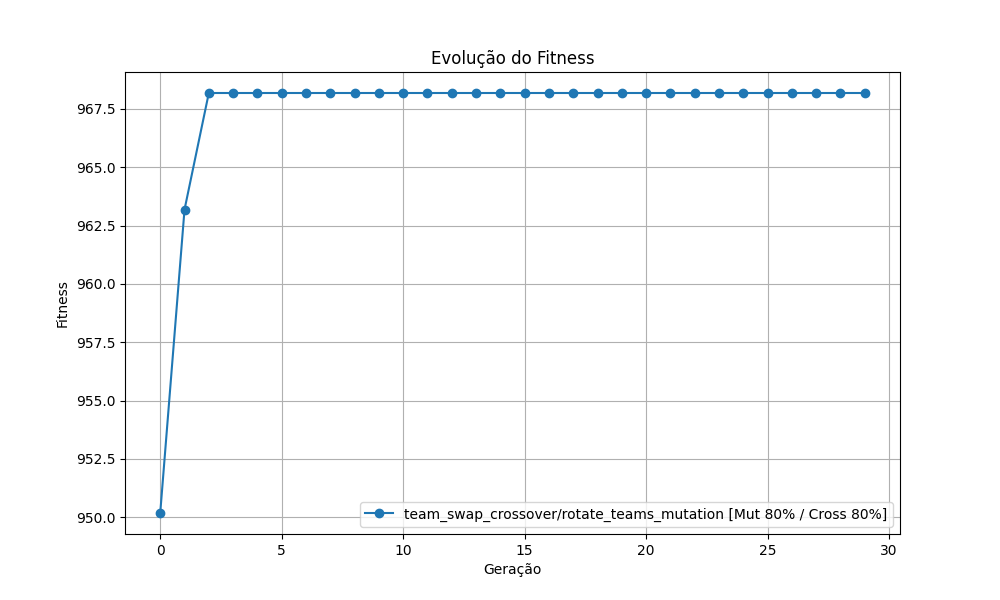 Evolução do Fitness
Fitness
967.5
965.0
962.5
960.0
957.5
955.0
952.5
950.0
team_swap_crossover/rotate_teams_mutation [Mut 80% / Cross 80%]
0 5 10 15 20 25 30
Geração